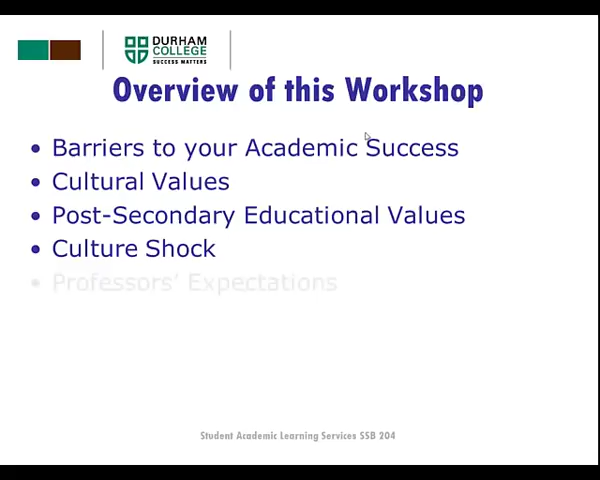 DURHAM
COLLEGE
SUCCESS MATTERS
Overview of this Workshop
• Barriers to your Academic Success
• Cultural Values
• Post-Secondary Educational Values
• Culture Shock
• Professors’ Expectations
Student Academic Learning Services SSB 204